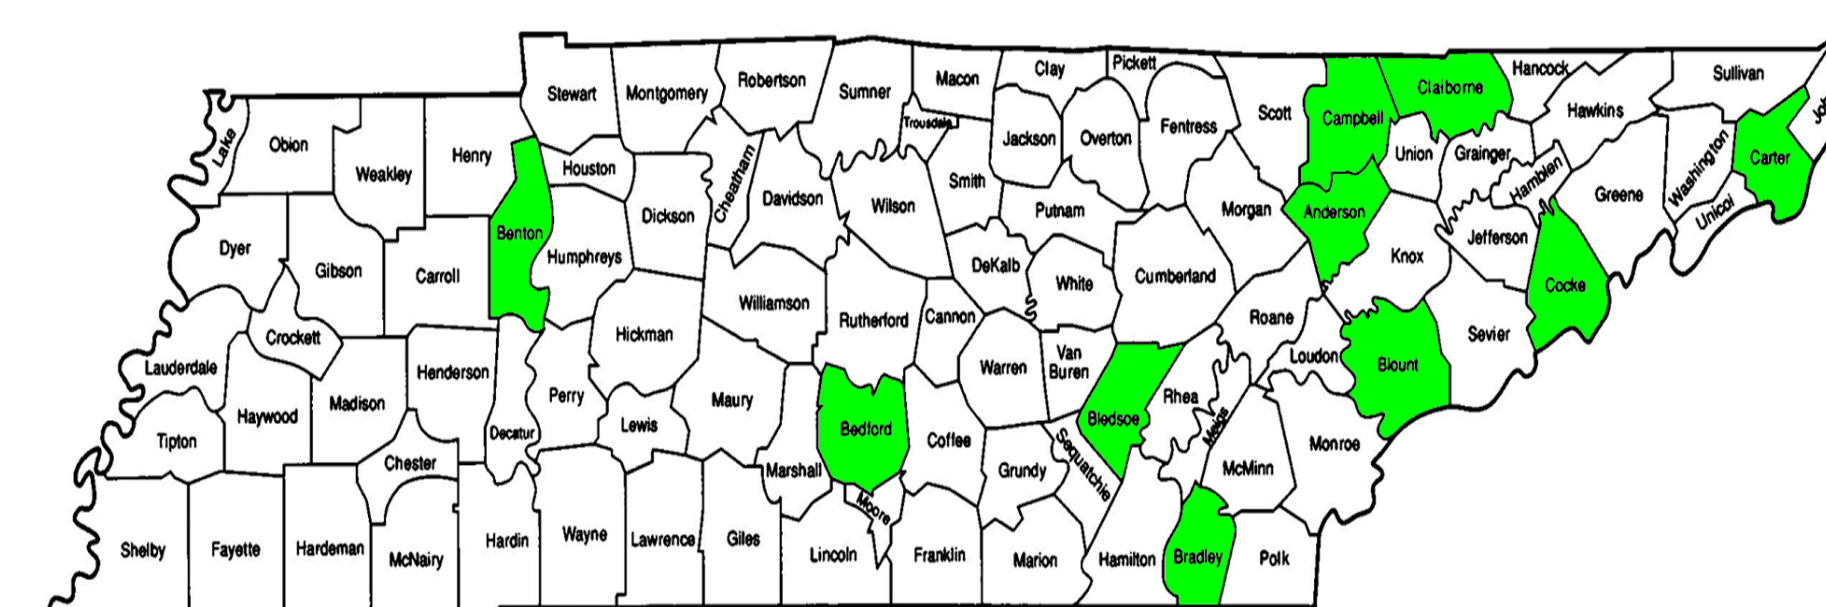 Lake
Obion
Weakley
Henry
Stewart
Montgomery
Robertson
Sumner
Macon
Trousdale
Clay
Pickett
Jackson
Overton
Fentress
Scott
Campbell
Claiborne
Hancock
Hawkins
Sullivan
Houston
Dickson
Cheatham
Davidson
Wilson
Smith
Putnam
Morgan
Anderson
Union
Grainger
Hamblen
Greene
Washington
Unicoi
Carter
Dyer
Gibson
Carroll
Benton
Humphreys
Williamson
Rutherford
Cannon
DeKalb
White
Cumberland
Roane
Knox
Jefferson
Cocke
Sevier
Blount
Loudon
Lauderdale
Crockett
Haywood
Madison
Henderson
Decatur
Perry
Hickman
Lewis
Maury
Marshall
Bedford
Coffee
Warren
Van
Buren
Bledsoe
Rhea
Meigs
McMinn
Monroe
Tipton
Chester
Moore
Grundy
Sequatchie
Shelby
Fayette
Hardeman
McNairy
Hardin
Wayne
Lawrence
Giles
Lincoln
Franklin
Marion
Hamilton
Bradley
Polk